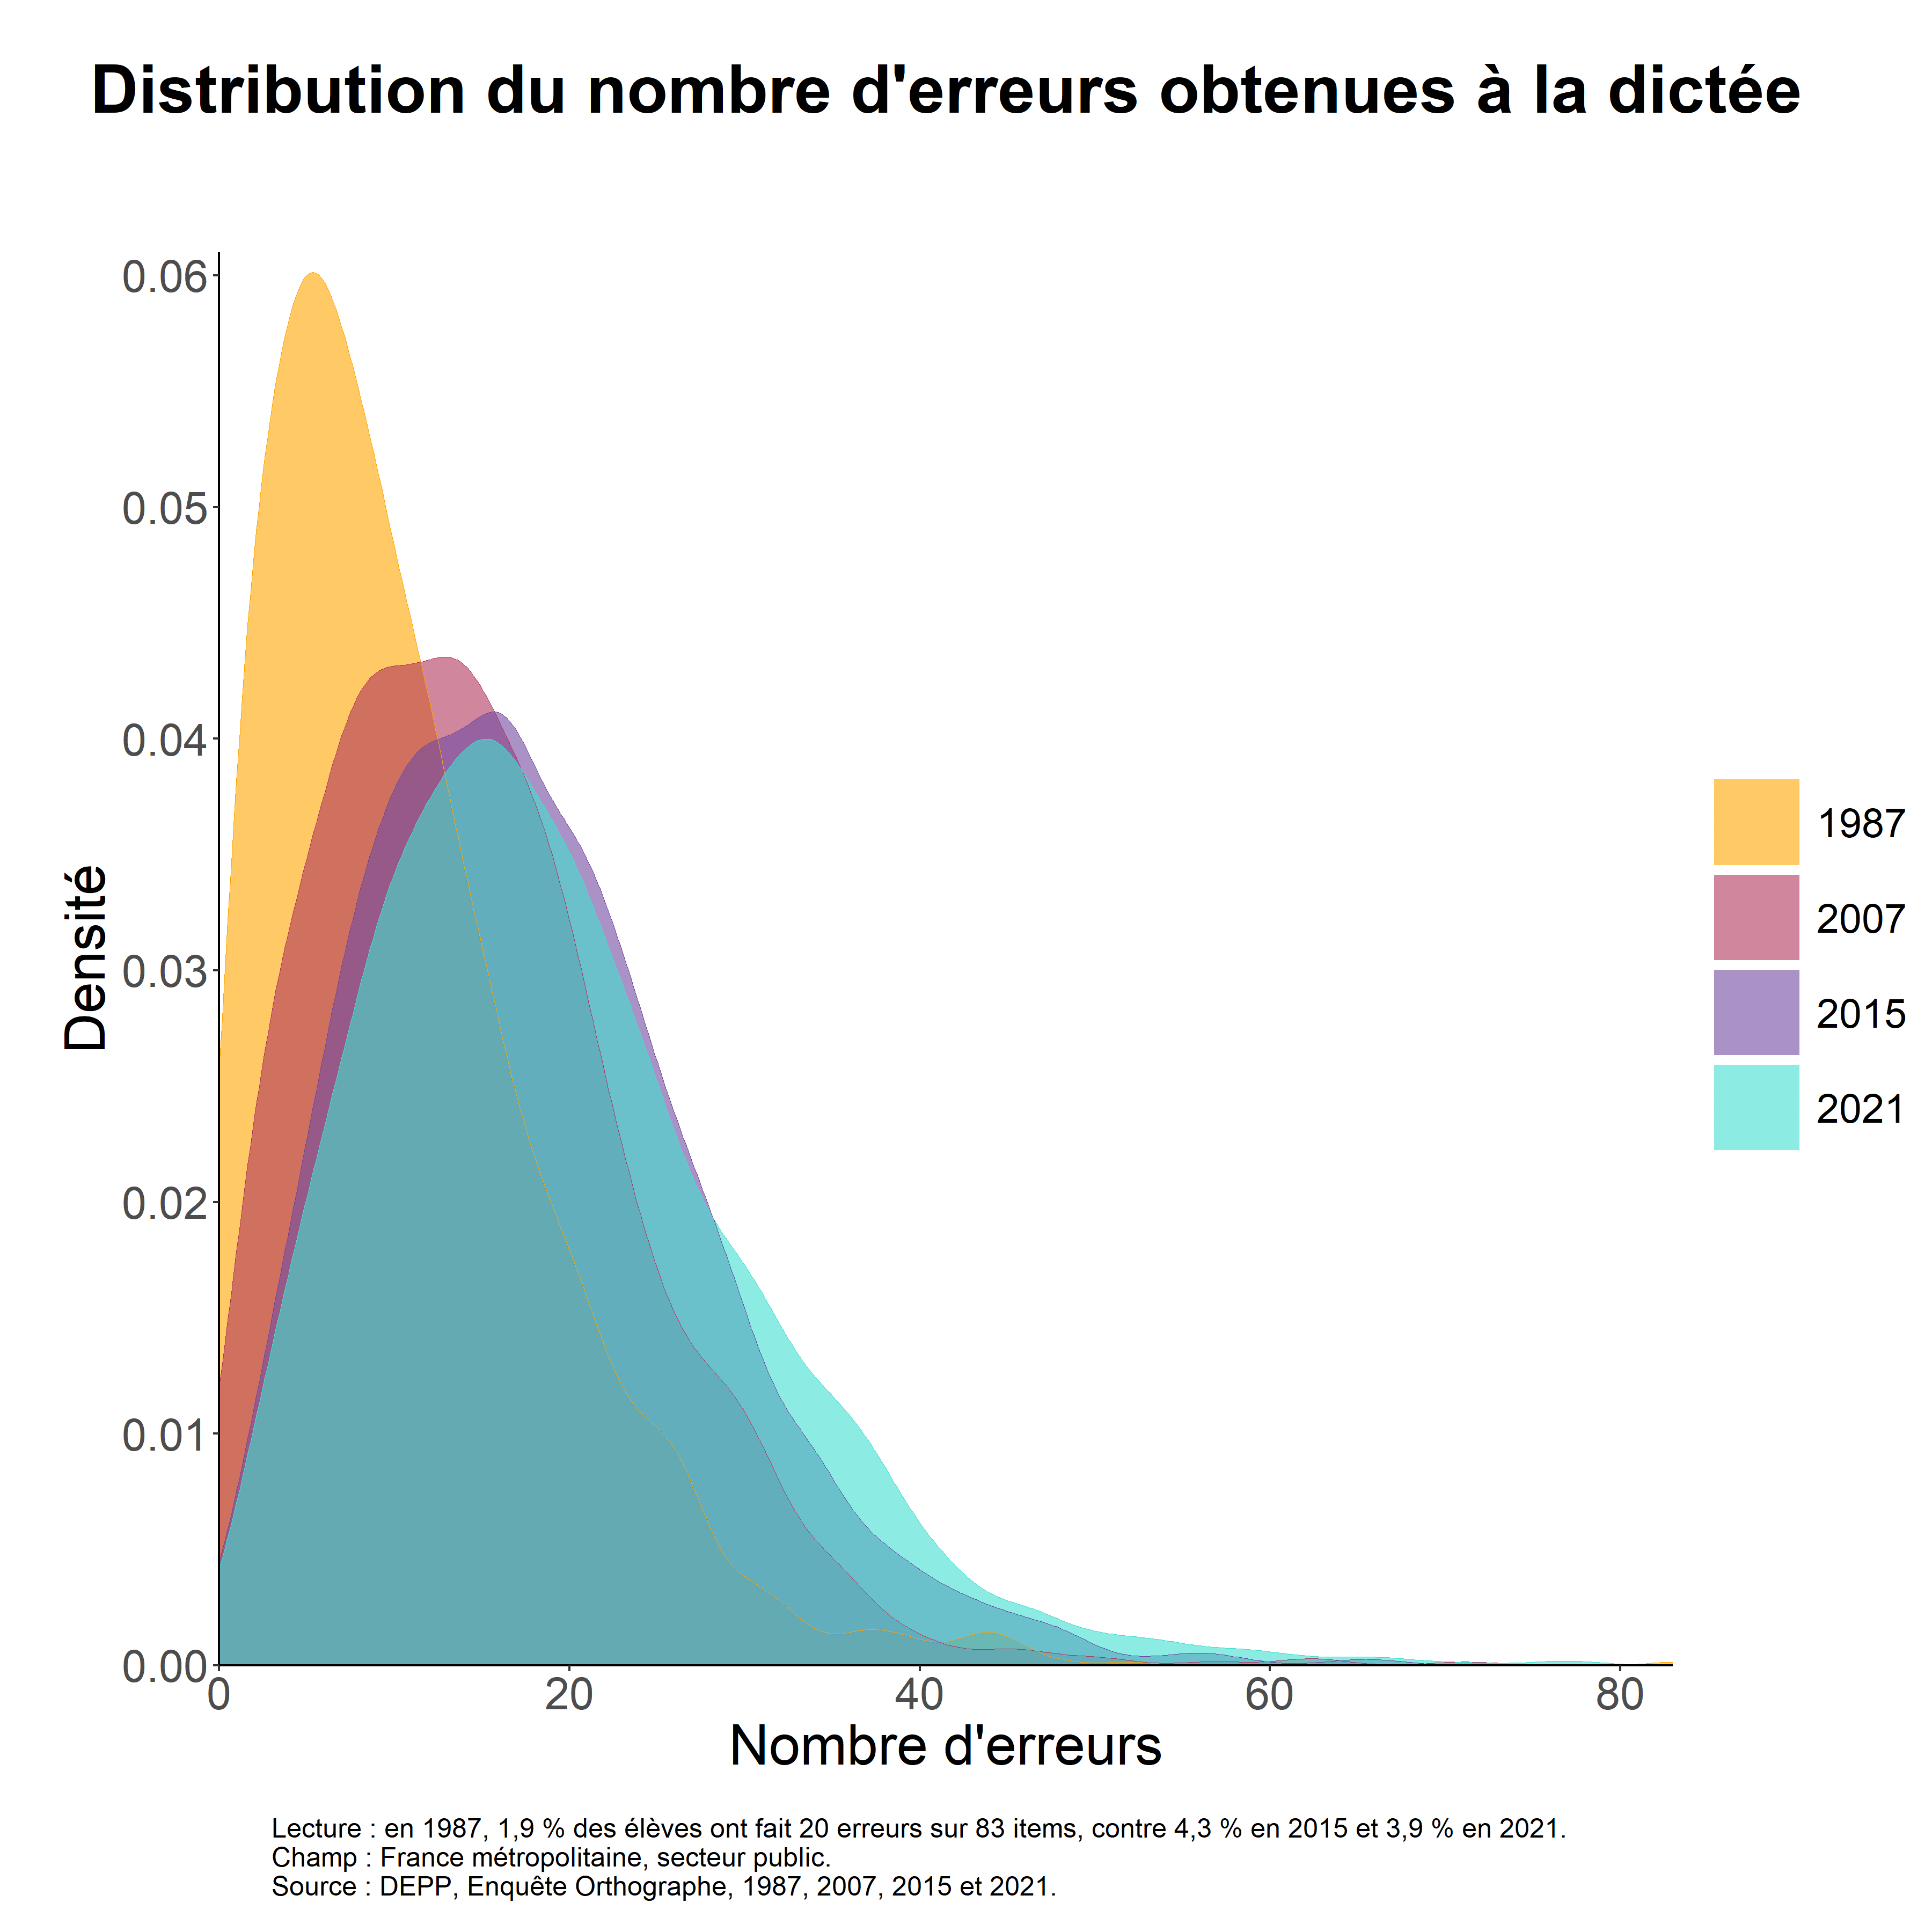 Distribution du nombre d'erreurs obtenues à la dictée
0.06
0.05
0.04
0.03
0.02
0.01
0.00
Densité
0 20 40 60 80
Nombre d'erreurs
1987
2007
2015
2021
Lecture : en 1987, 1,9 % des élèves ont fait 20 erreurs sur 83 items, contre 4,3 % en 2015 et 3,9 % en 2021.
Champ : France métropolitaine, secteur public.
Source : DEPP, Enquête Orthographe, 1987, 2007, 2015 et 2021.